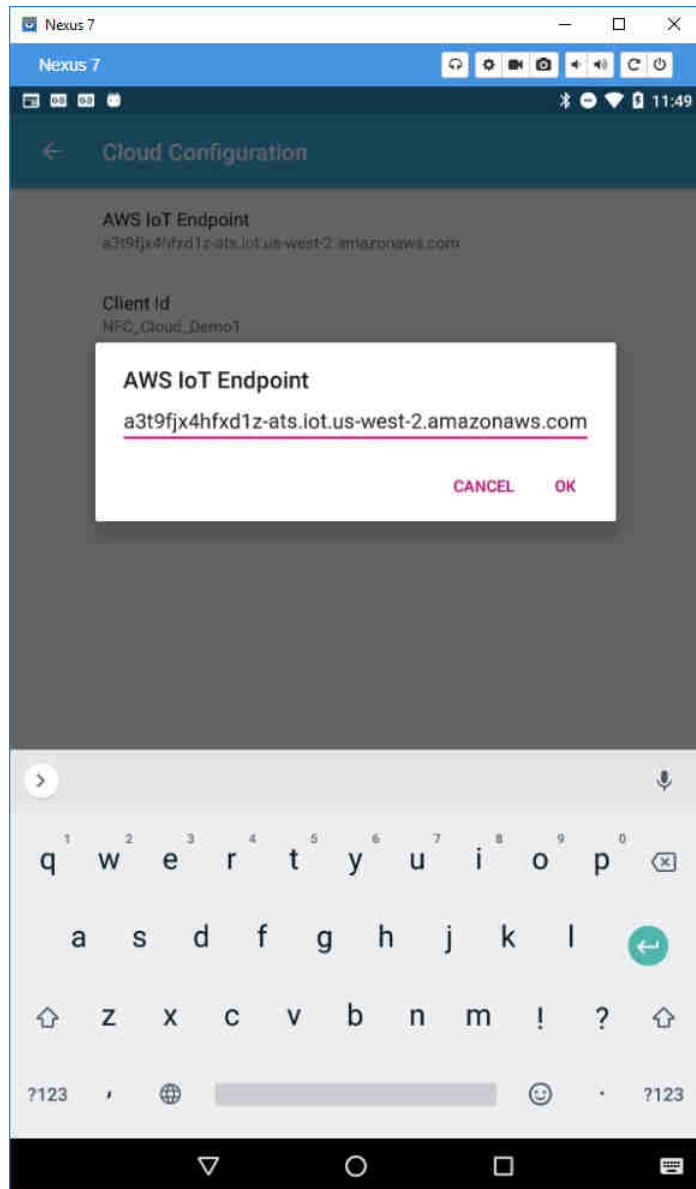 Nexus 7
Nexus 7
11:49
Cloud Configuration
AWS IoT Endpoint
a3t9fjx4hfxd1z-ats.iot.us-west-2.amazonaws.com
Client Id
NFC_Cloud_Demo1
AWS IoT Endpoint
a3t9fjx4hfxd1z-ats.iot.us-west-2.amazonaws.com
CANCEL OK
1 2 3 4 5 6 7 8 9 0
q w e r t y u i o p
a s d f g h j k l
z x c v b n m ! ?
?123 , . ?123